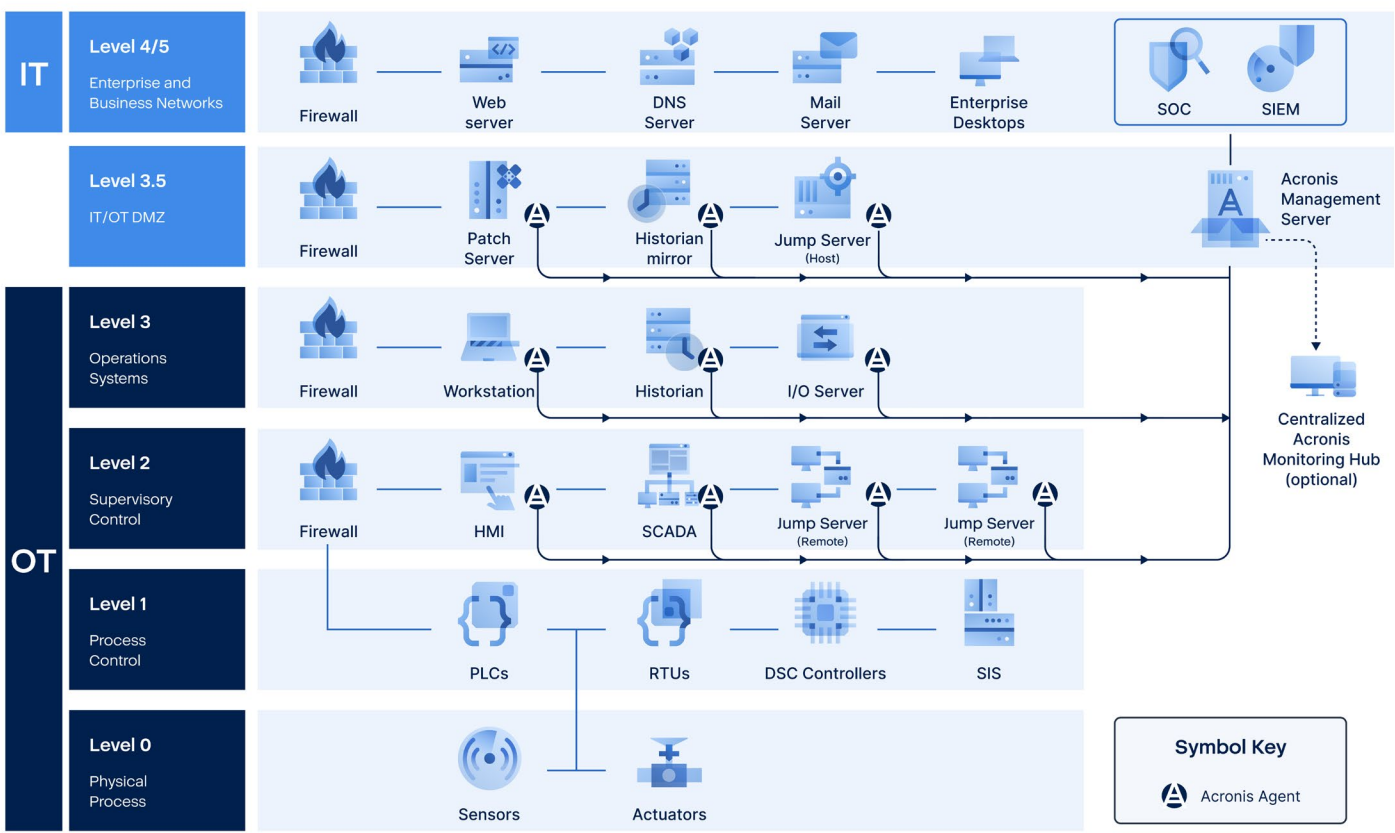 IT
Level 4/5
Enterprise and
Business Networks
Firewall
Web
server
DNS
Server
Mail
Server
Enterprise
Desktops
SOC
SIEM
Level 3.5
IT/OT DMZ
Firewall
Patch
Server
Historian
mirror
Jump Server
(Host)
Acronis
Management
Server
OT
Level 3
Operations
Systems
Firewall
Workstation
Historian
I/O Server
Centralized
Acronis
Monitoring Hub
(optional)
Level 2
Supervisory
Control
Firewall
HMI
SCADA
Jump Server
(Remote)
Jump Server
(Remote)
Level 1
Process
Control
PLCs
RTUs
DSC Controllers
SIS
Level 0
Physical
Process
Sensors
Actuators
Symbol Key
Acronis Agent